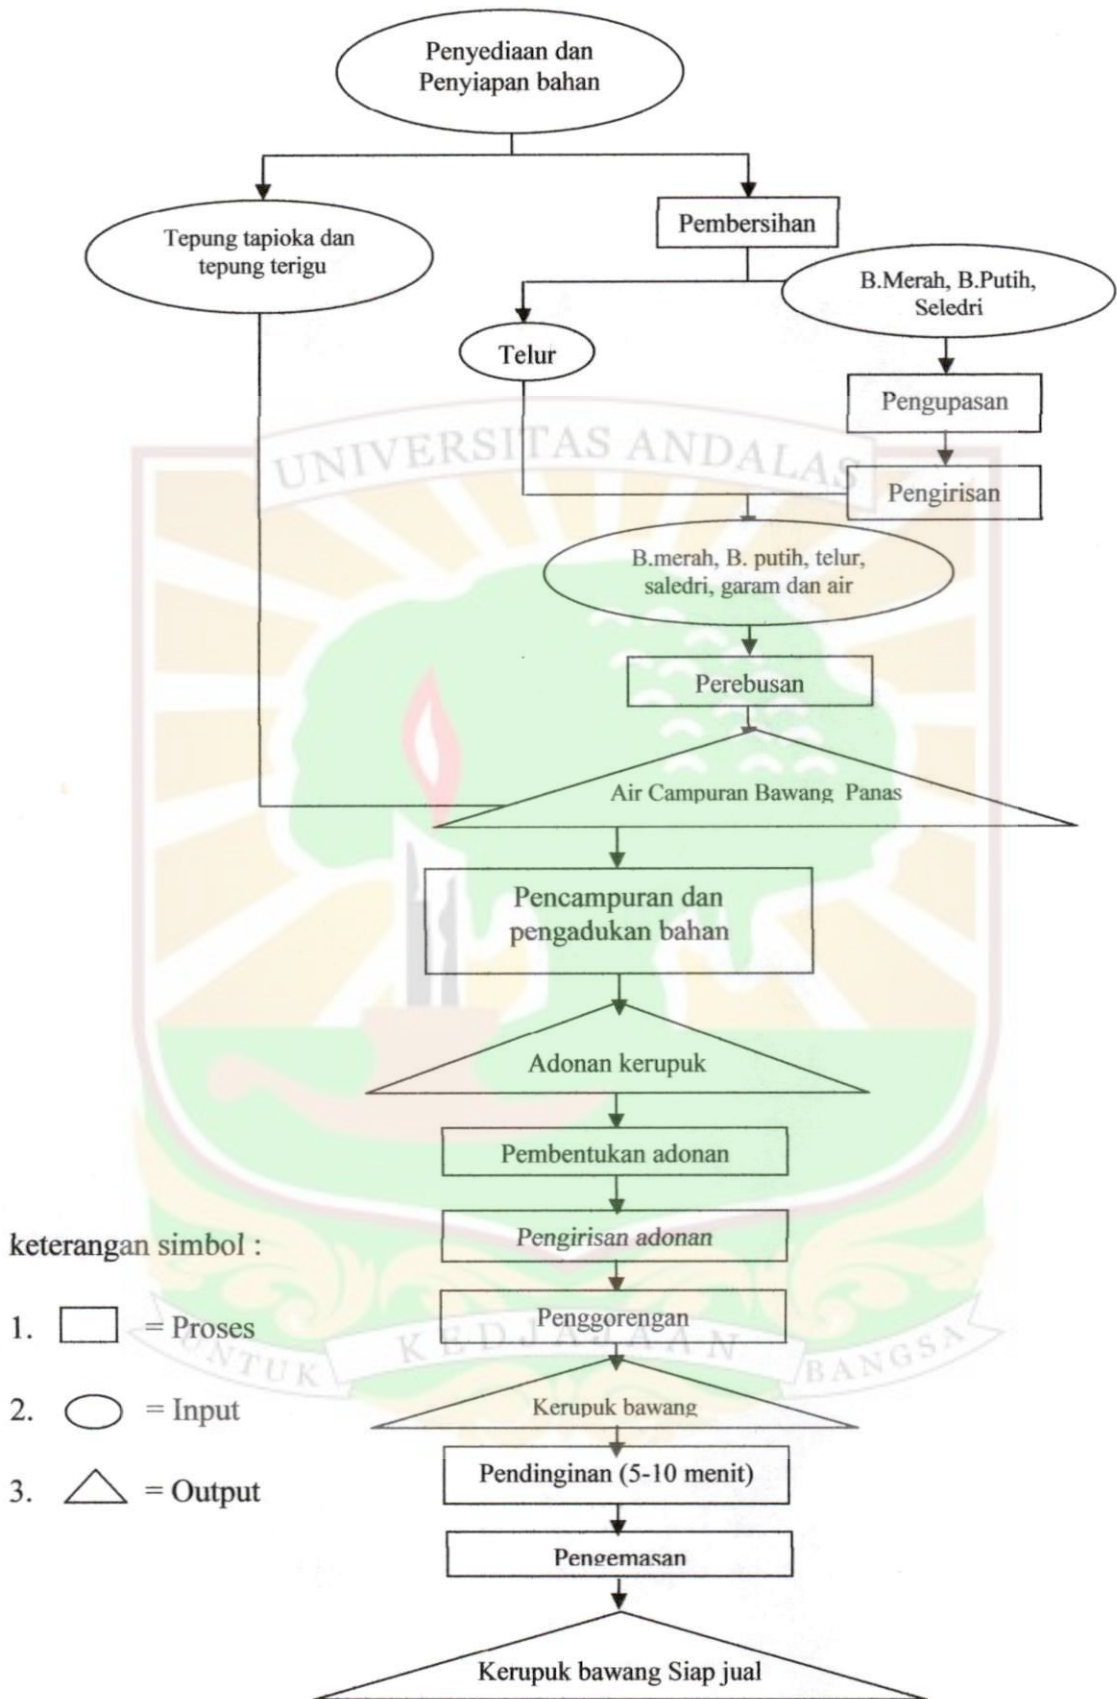 Penyediaan dan
Penyiapan bahan
Tepung tapioka dan
tepung terigu
Pembersihan
B.Merah, B.Putih,
Seledri
Telur
Pengupasan
UNIVERSITAS ANDALAS
Pengirisan
B.merah, B. putih, telur,
saledri, garam dan air
Perebusan
Air Campuran Bawang Panas
Pencampuran dan
pengadukan bahan
Adonan kerupuk
Pembentukan adonan
Pengirisan adonan
keterangan simbol :
1. = Proses
2. = Input
3. = Output
Penggorengan
UNTUK KEDJAJAAN BANGSA
Kerupuk bawang
Pendinginan (5-10 menit)
Pengemasan
Kerupuk bawang Siap jual